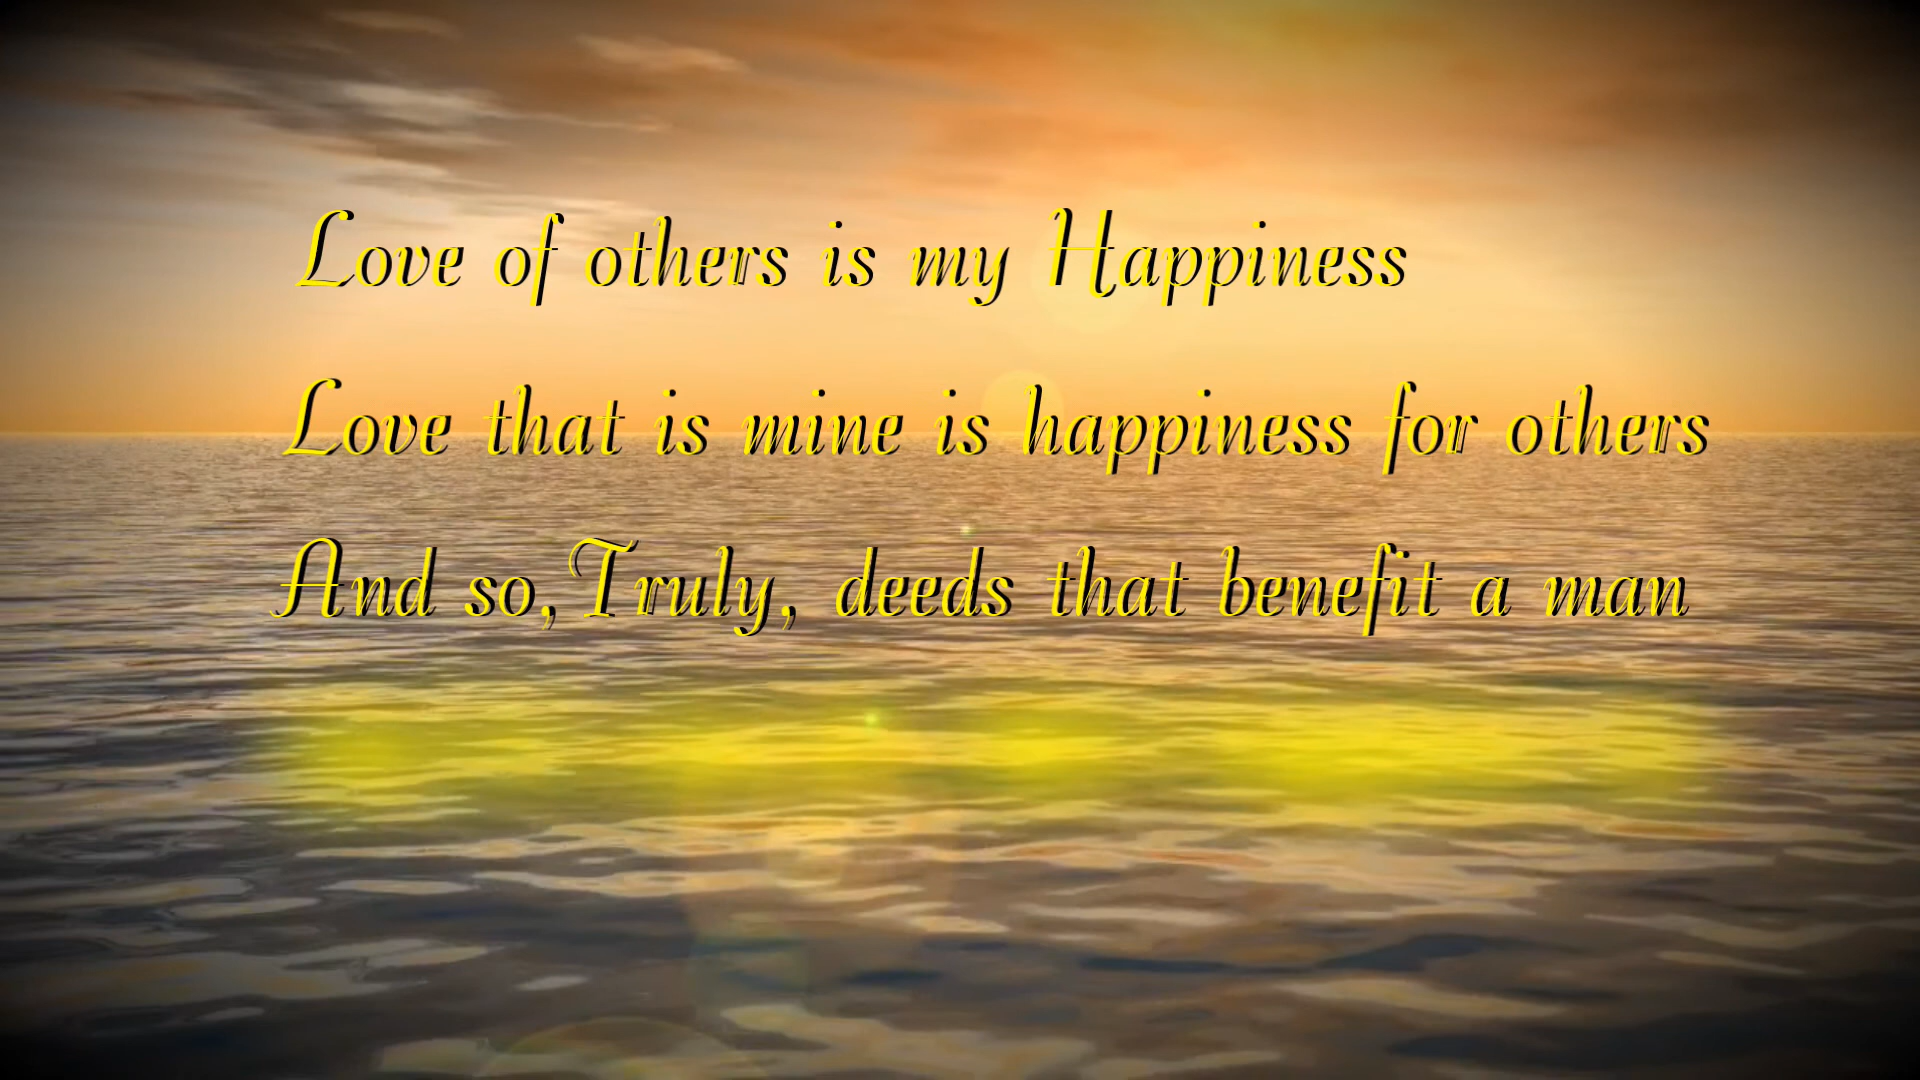 Love of others is my Happiness
Love that is mine is happiness for others
And so,Truly, deeds that benefit a man